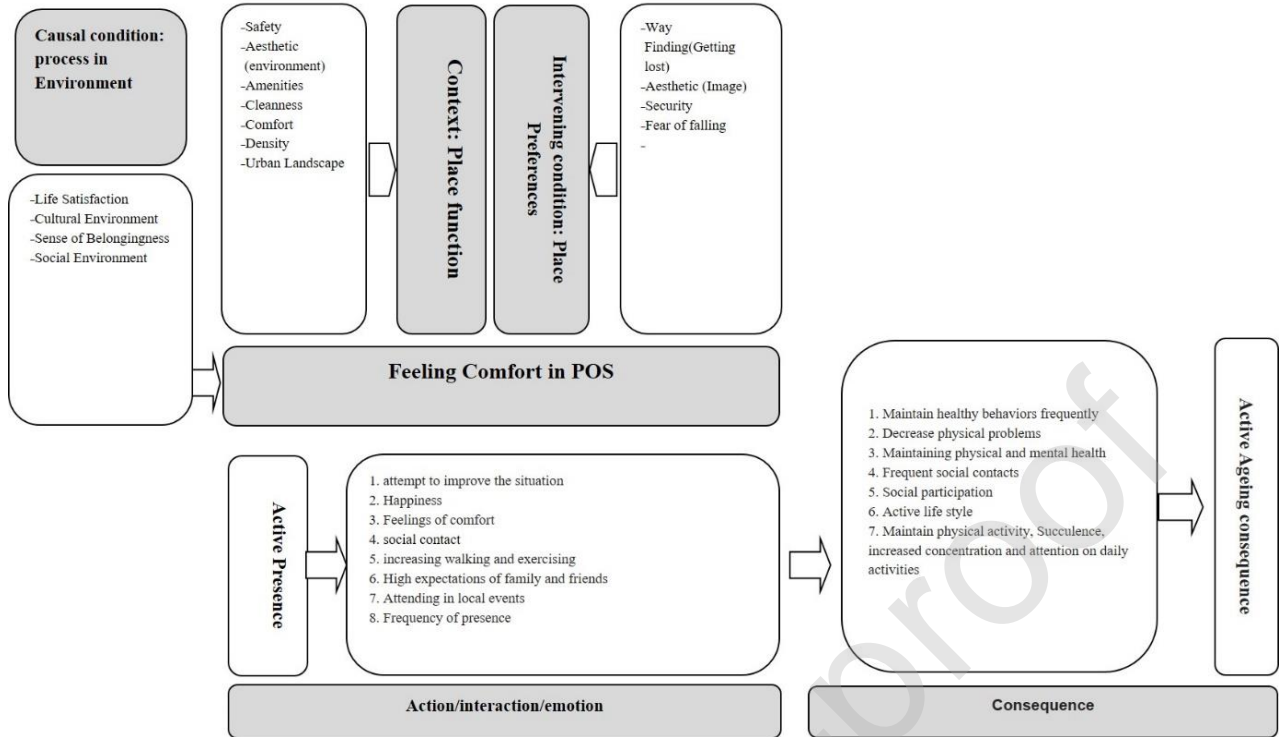 Causal condition:
process in
Environment
-Life Satisfaction
-Cultural Environment
-Sense of Belongingness
-Social Environment
-Safety
-Aesthetic
(environment)
-Amenities
-Cleanness
-Comfort
-Density
-Urban Landscape
Context: Place function
Intervening condition: Place
Preferences
-Way
Finding(Getting
lost)
-Aesthetic (Image)
-Security
-Fear of falling
-
Feeling Comfort in POS
Active Presence
1. attempt to improve the situation
2. Happiness
3. Feelings of comfort
4. social contact
5. increasing walking and exercising
6. High expectations of family and friends
7. Attending in local events
8. Frequency of presence
Action/interaction/emotion
1. Maintain healthy behaviors frequently
2. Decrease physical problems
3. Maintaining physical and mental health
4. Frequent social contacts
5. Social participation
6. Active life style
7. Maintain physical activity, Succulence,
increased concentration and attention on daily
activities
Consequence
Active Ageing consequence
proof